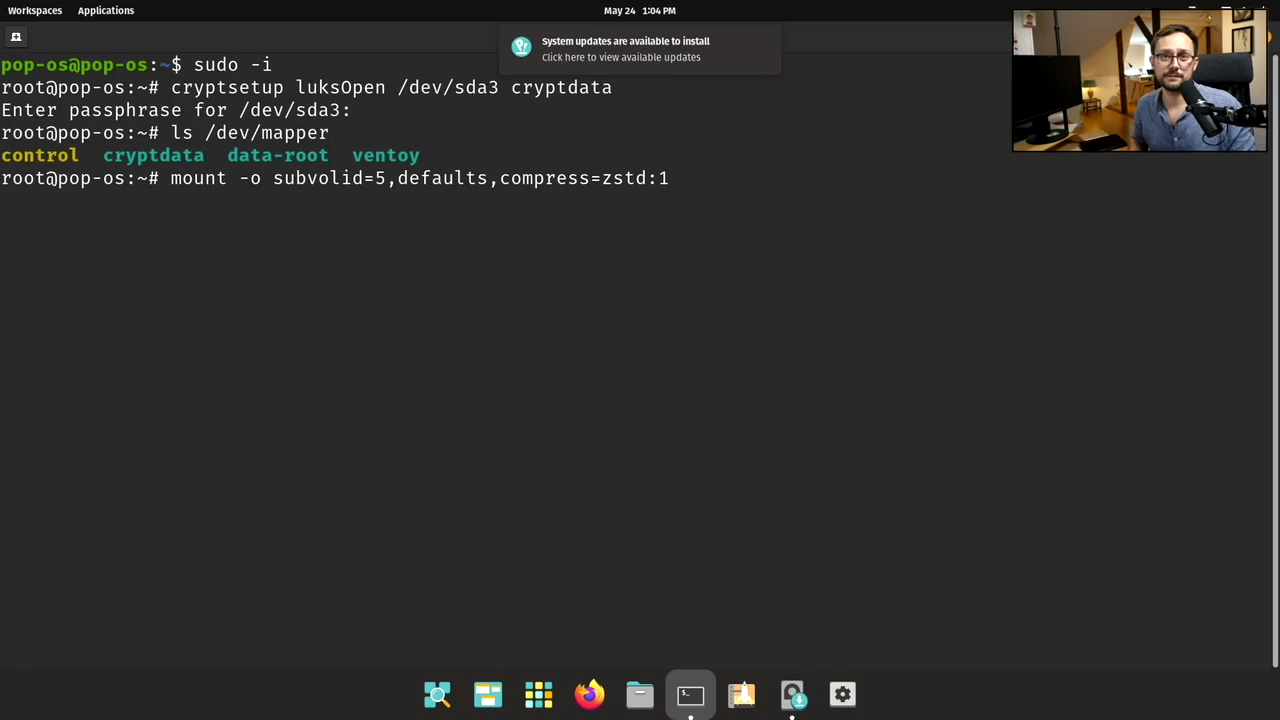 Workspaces Applications May 24 1:04 PM
System updates are available to install
Click here to view available updates
pop-os@pop-os:~$ sudo -i
root@pop-os:~# cryptsetup luksOpen /dev/sda3 cryptdata
Enter passphrase for /dev/sda3:
root@pop-os:~# ls /dev/mapper
control cryptdata data-root ventoy
root@pop-os:~# mount -o subvolid=5,defaults,compress=zstd:1
$_